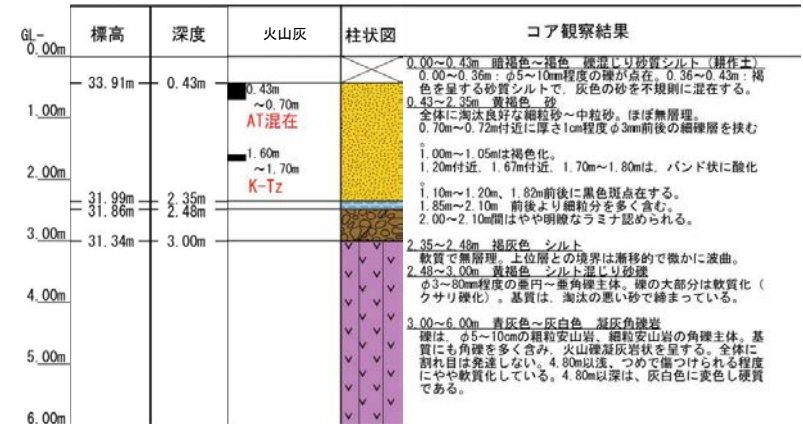 GL-
0.00m
標高
深度
火山灰
柱状図
コア観察結果
33.91m
0.43m
0.43m
～0.70m
AT混在
1.00m
1.60m
～1.70m
K-Tz
2.00m
31.99m
2.35m
31.86m
2.48m
3.00m
31.34m
3.00m
4.00m
5.00m
6.00m
0.00～0.43m 暗褐色～褐色 礫混じり砂質シルト（耕作土）
0.00～0.36m：φ5～10mm程度の礫が点在。0.36～0.43m：褐
色を呈する砂質シルトで、灰色の砂を不規則に混在する。
0.43～2.35m 黄褐色 砂
全体に淘汰良好な細粒砂～中粒砂。ほぼ無層理。
0.70m～0.72m付近に厚さ1cm程度φ3mm前後の細礫層を挟む
。
1.00m～1.05mは褐色化。
1.20m付近、1.67m付近、1.70m～1.80mは、バンド状に酸化
。
1.10m～1.20m、1.82m前後に黒色斑点在する。
1.85m～2.10m 前後より細粒分を多く含む。
2.00～2.10m間はやや明瞭なラミナ認められる。
2.35～2.48m 褐灰色 シルト
軟質で無層理。上位層との境界は漸移的で微かに波曲。
2.48～3.00m 黄褐色 シルト混じり砂礫
φ3～80mm程度の亜円～亜角礫主体。礫の大部分は軟質化（
クサリ礫化）。基質は、淘汰の悪い砂で締まっている。
3.00～6.00m 青灰色～灰白色 凝灰角礫岩
礫は、φ5～10cmの粗粒安山岩、細粒安山岩の角礫主体。基
質にも角礫を多く含み、火山礫凝灰岩状を呈する。全体に
割れ目は発達しない。4.80m以浅、つめで傷つけられる程度
にやや軟質化している。4.80m以深は、灰白色に変色し硬質
である。